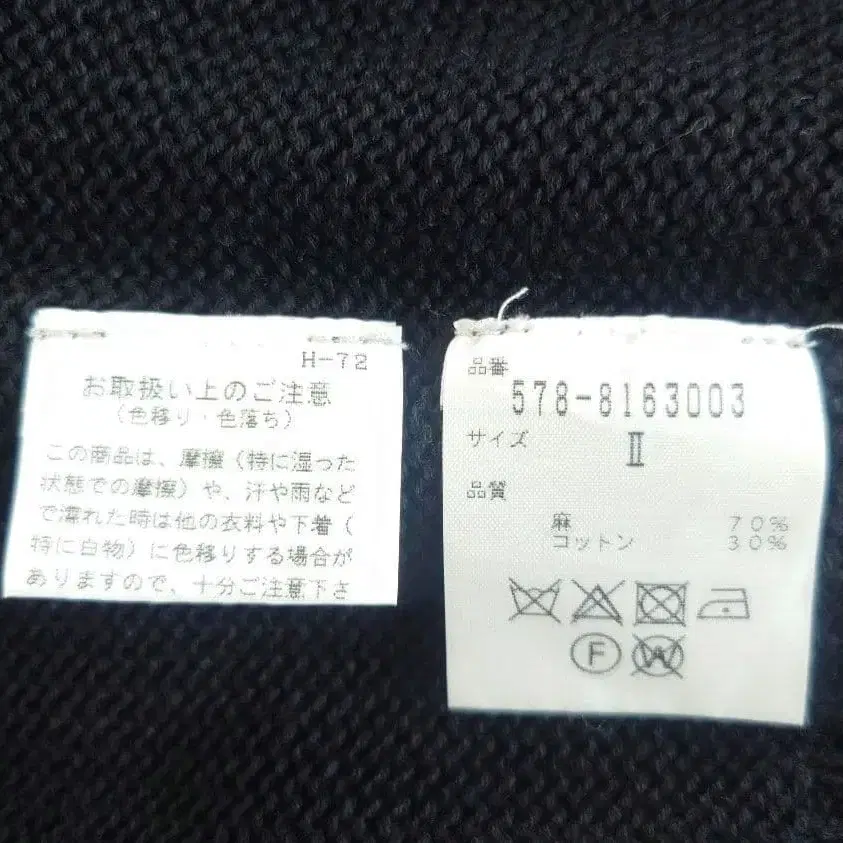 H-72
お取扱い上のご注意
（色移り・色落ち）
この商品は、摩擦（特に湿った
状態での摩擦）や、汗や雨など
で濡れた時は他の衣料や下着（
特に白物）に色移りする場合が
ありますので、十分ご注意下さ
品番
578-8163003
サイズ
Ⅱ
品質
麻 70%
コットン 30%
F
W